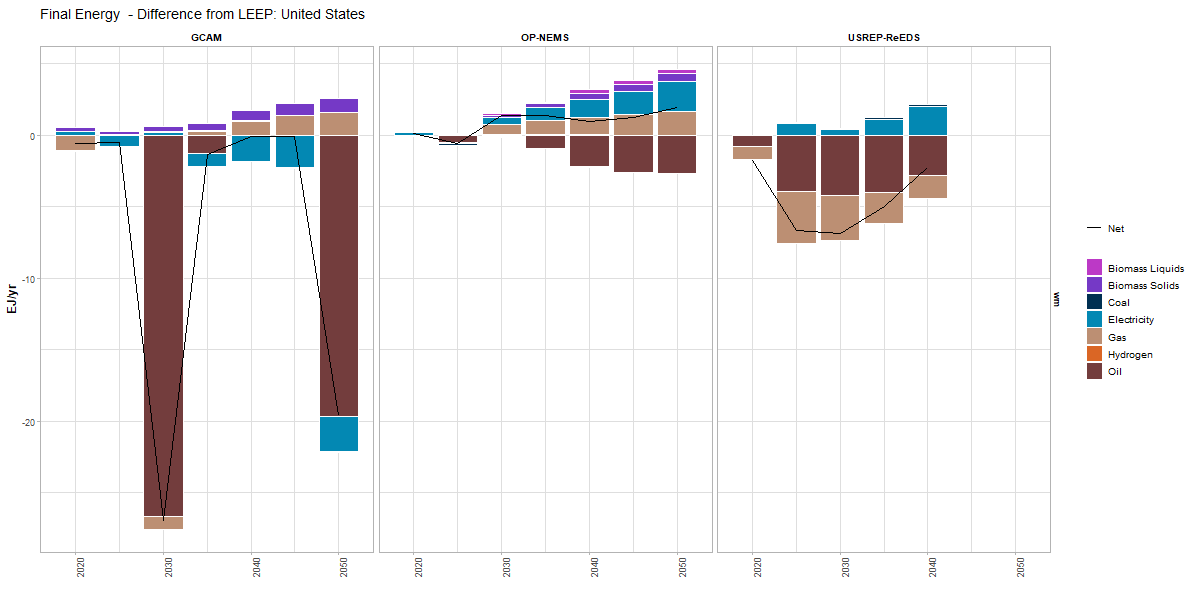 Final Energy  - Difference from LEEP: United States
GCAM
OP-NEMS
USREP-ReEDS
EJ/yr
0
-10
-20
2020
2030
2040
2050
2020
2030
2040
2050
2020
2030
2040
2050
wm
Net
Biomass Liquids
Biomass Solids
Coal
Electricity
Gas
Hydrogen
Oil